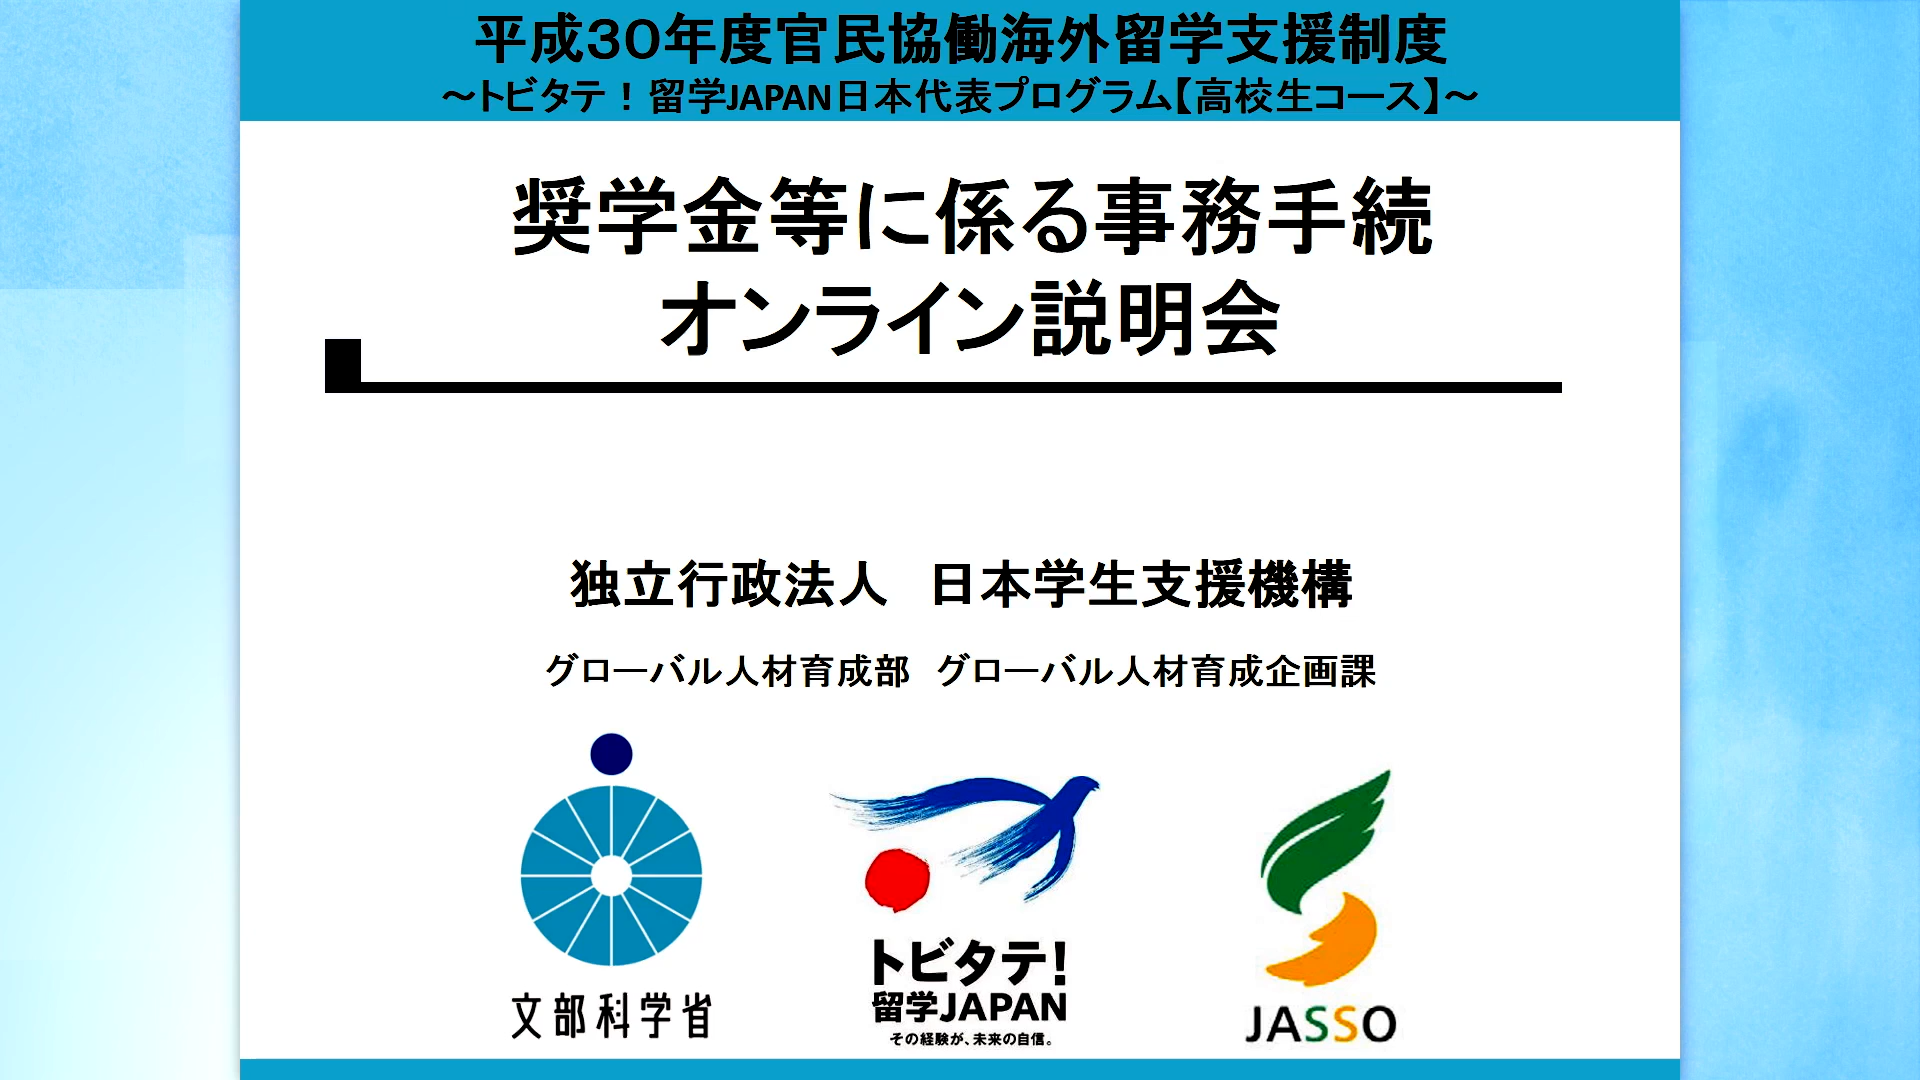 平成30年度官民協働海外留学支援制度
～トビタテ！留学JAPAN日本代表プログラム【高校生コース】～
奨学金等に係る事務手続
オンライン説明会
独立行政法人　日本学生支援機構
グローバル人材育成部　グローバル人材育成企画課
文部科学省
トビタテ！
留学JAPAN
その経験が、未来の自信。
JASSO